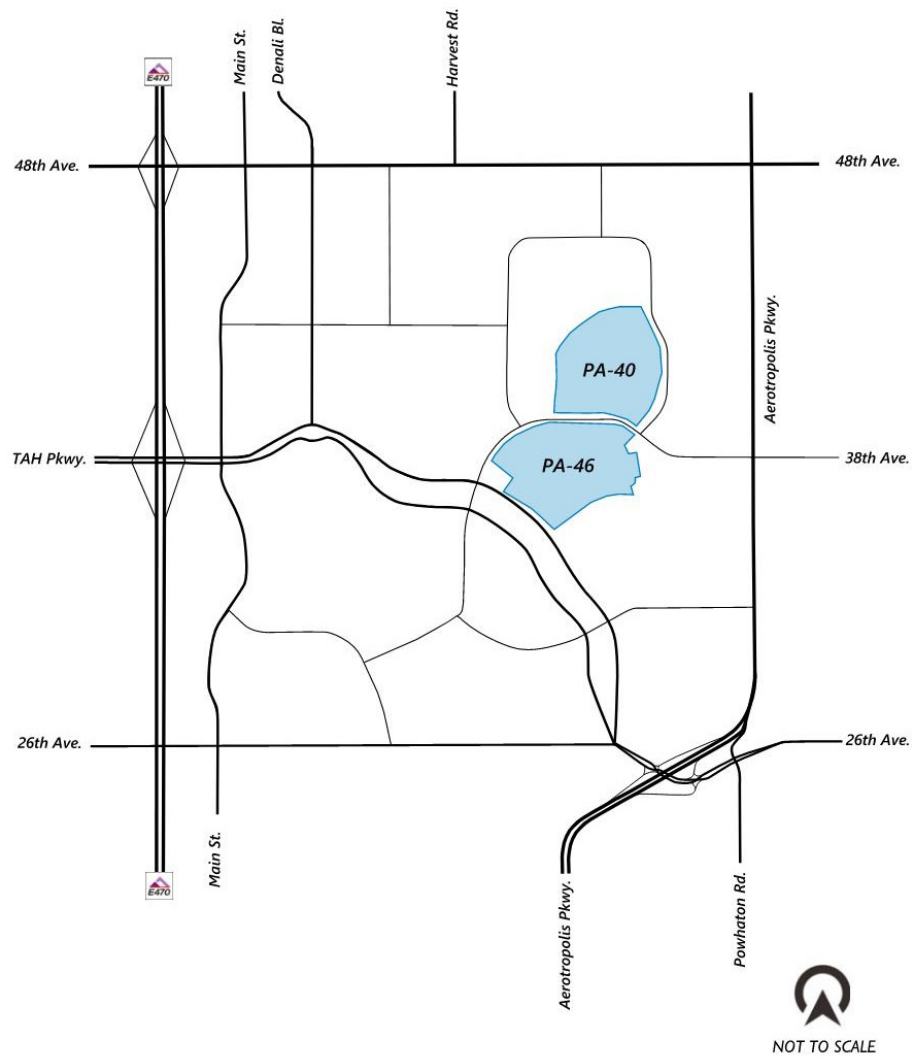 Main St.
Denali Bl.
Harvest Rd.
E470
48th Ave.
48th Ave.
Aerotropolis Pkwy.
PA-40
TAH Pkwy.
PA-46
38th Ave.
26th Ave.
26th Ave.
Main St.
E470
Aerotropolis Pkwy.
Powhaton Rd.
NOT TO SCALE